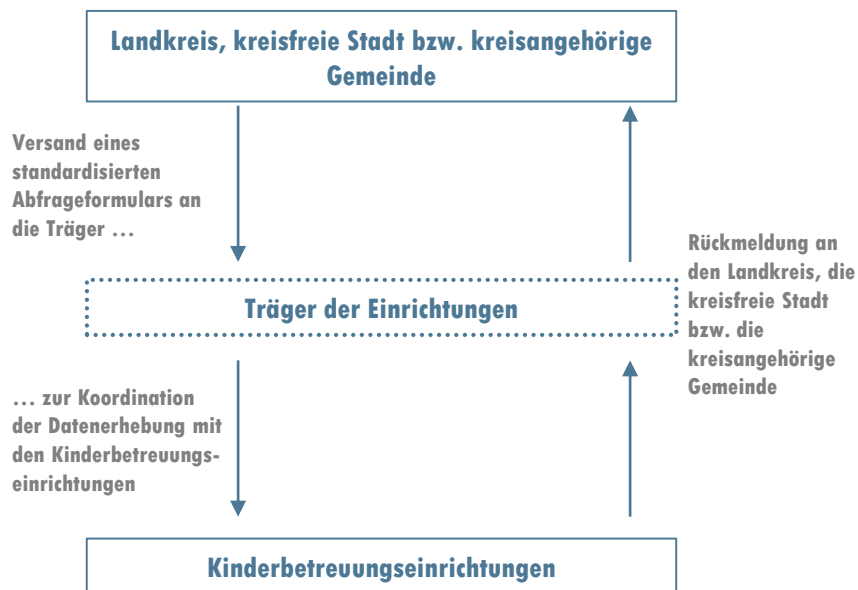 Landkreis, kreisfreie Stadt bzw. kreisangehörige
Gemeinde
Versand eines
standardisierten
Abfrageformulars an
die Träger …
Rückmeldung an
den Landkreis, die
kreisfreie Stadt
bzw. die
kreisangehörige
Gemeinde
Träger der Einrichtungen
… zur Koordination
der Datenerhebung mit
den Kinderbetreuungs-
einrichtungen
Kinderbetreuungseinrichtungen